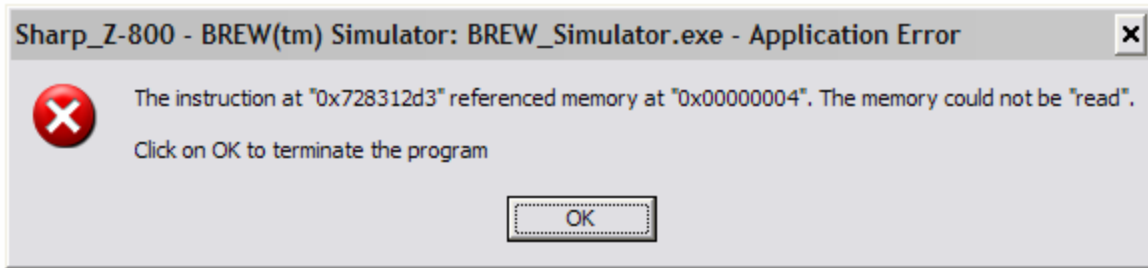 Sharp_Z-800 - BREW(tm) Simulator: BREW_Simulator.exe - Application Error
The instruction at "0x728312d3" referenced memory at "0x00000004". The memory could not be "read".
Click on OK to terminate the program
OK